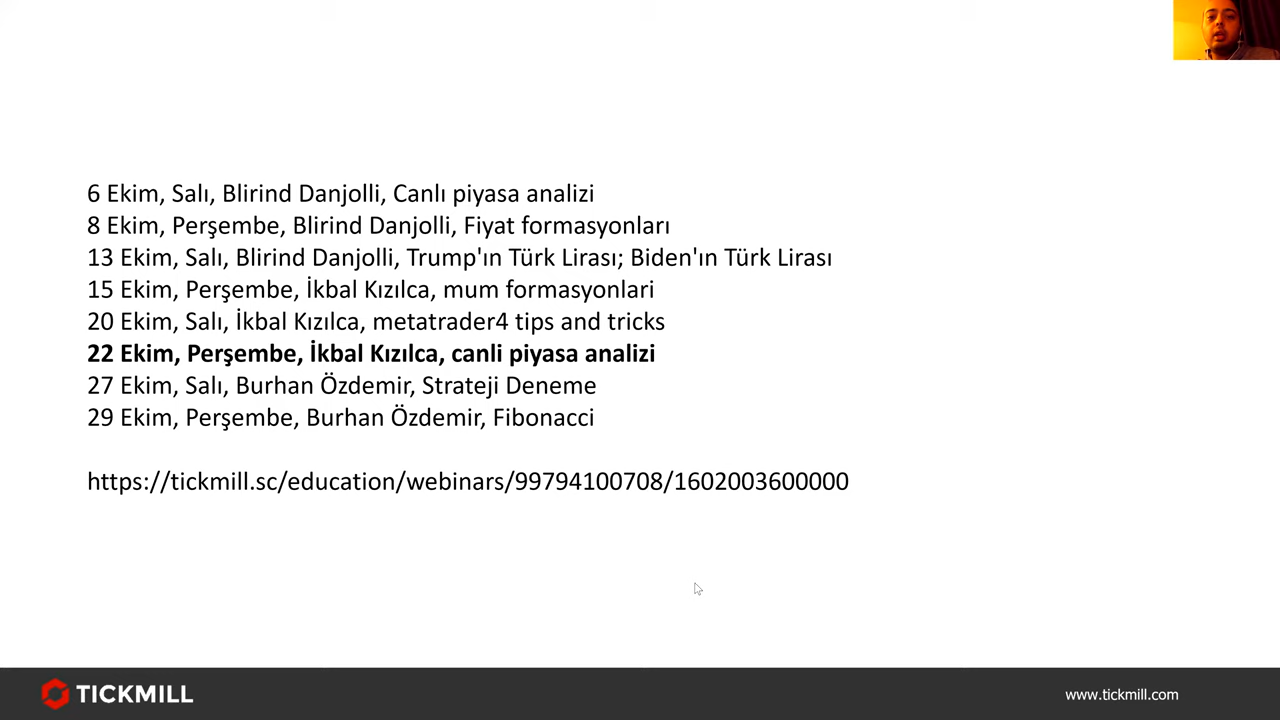 6 Ekim, Salı, Blirind Danjolli, Canlı piyasa analizi
8 Ekim, Perşembe, Blirind Danjolli, Fiyat formasyonları
13 Ekim, Salı, Blirind Danjolli, Trump'ın Türk Lirası; Biden'ın Türk Lirası
15 Ekim, Perşembe, İkbal Kızılca, mum formasyonlari
20 Ekim, Salı, İkbal Kızılca, metatrader4 tips and tricks
22 Ekim, Perşembe, İkbal Kızılca, canli piyasa analizi
27 Ekim, Salı, Burhan Özdemir, Strateji Deneme
29 Ekim, Perşembe, Burhan Özdemir, Fibonacci
https://tickmill.sc/education/webinars/99794100708/1602003600000
TICKMILL
www.tickmill.com